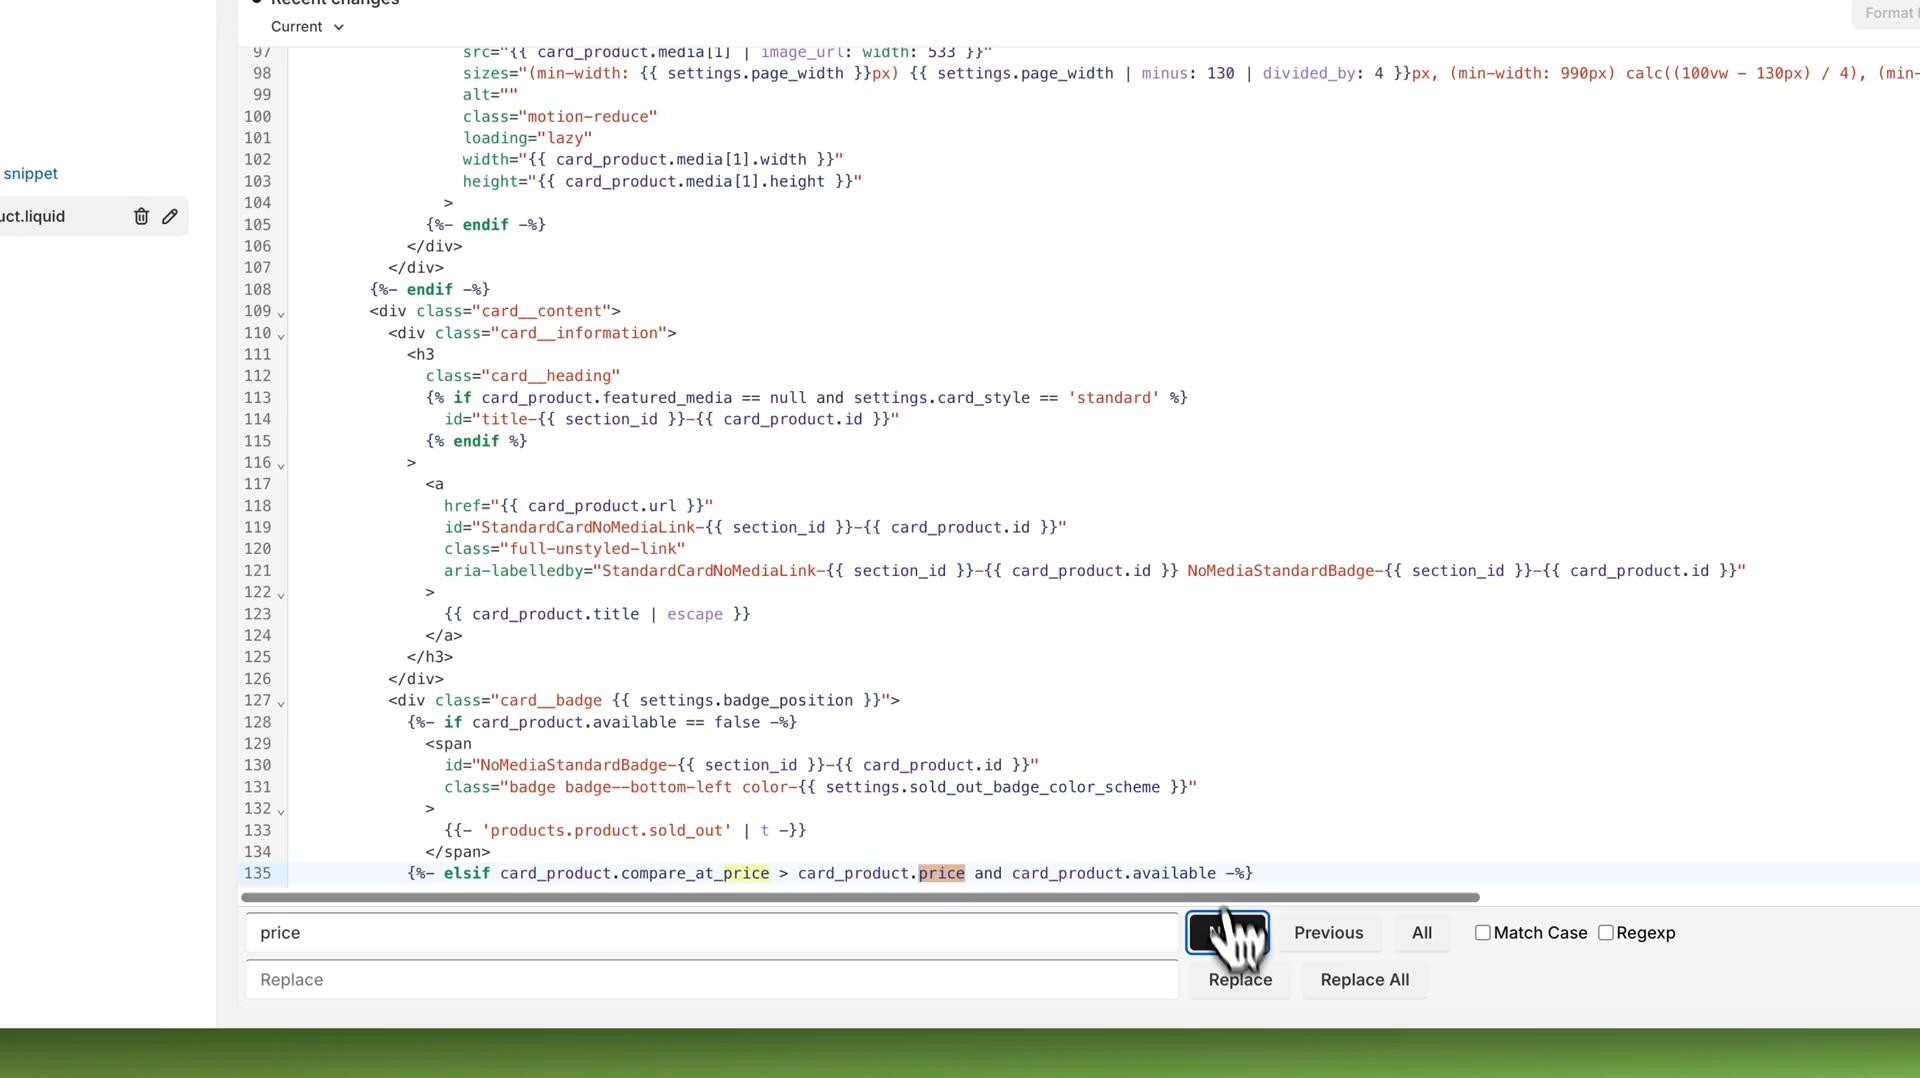 Recent changes
Current
Format
snippet
uct.liquid
97 src="{{ card_product.media[1] | image_url: width: 533 }}"
98 sizes="(min-width: {{ settings.page_width }}px) {{ settings.page_width | minus: 130 | divided_by: 4 }}px, (min-width: 990px) calc((100vw - 130px) / 4), (min-
99 alt=""
100 class="motion-reduce"
101 loading="lazy"
102 width="{{ card_product.media[1].width }}"
103 height="{{ card_product.media[1].height }}"
104 >
105 {%- endif -%}
106 </div>
107 </div>
108 {%- endif -%}
109 <div class="card__content">
110 <div class="card__information">
111 <h3
112 class="card__heading"
113 {% if card_product.featured_media == null and settings.card_style == 'standard' %}
114 id="title-{{ section_id }}-{{ card_product.id }}"
115 {% endif %}
116 >
117 <a
118 href="{{ card_product.url }}"
119 id="StandardCardNoMediaLink-{{ section_id }}-{{ card_product.id }}"
120 class="full-unstyled-link"
121 aria-labelledby="StandardCardNoMediaLink-{{ section_id }}-{{ card_product.id }} NoMediaStandardBadge-{{ section_id }}-{{ card_product.id }}"
122 >
123 {{ card_product.title | escape }}
124 </a>
125 </h3>
126 </div>
127 <div class="card__badge {{ settings.badge_position }}">
128 {%- if card_product.available == false -%}
129 <span
130 id="NoMediaStandardBadge-{{ section_id }}-{{ card_product.id }}"
131 class="badge badge--bottom-left color-{{ settings.sold_out_badge_color_scheme }}"
132 >
133 {{- 'products.product.sold_out' | t -}}
134 </span>
135 {%- elsif card_product.compare_at_price > card_product.price and card_product.available -%}
price
Previous
All
Match Case
Regexp
Replace
Replace
Replace All